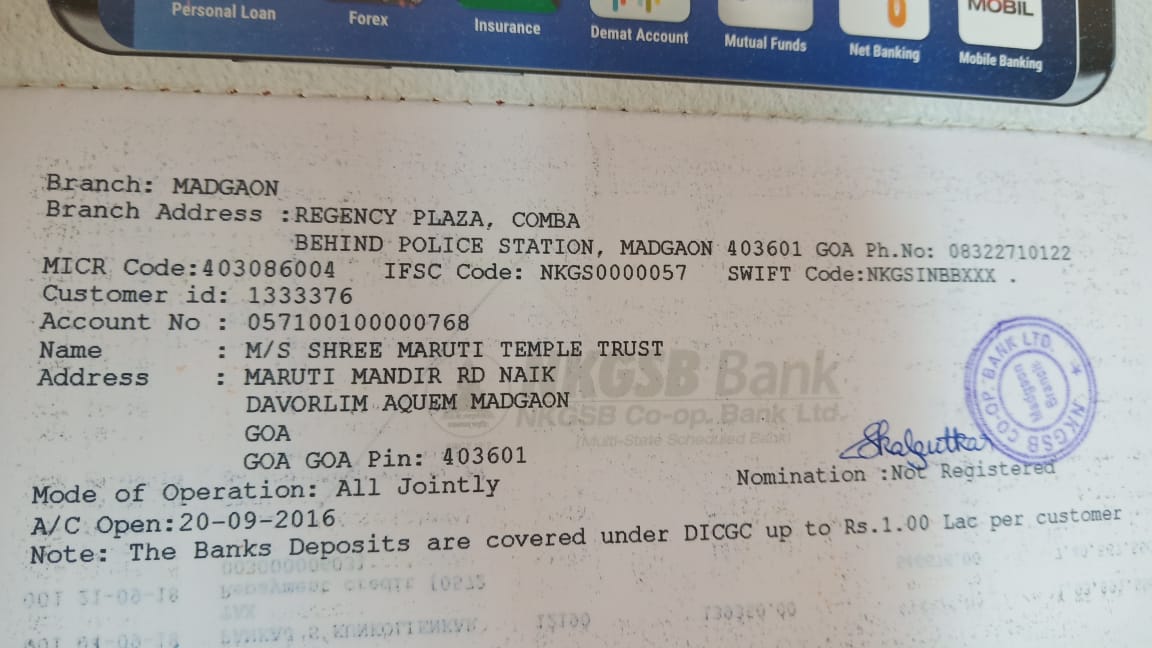 Personal Loan
Forex
Insurance
Demat Account
Mutual Funds
Net Banking
MOBIL
Mobile Banking
Branch: MADGAON
Branch Address :REGENCY PLAZA, COMBA
BEHIND POLICE STATION, MADGAON 403601 GOA Ph.No: 08322710122
MICR Code:403086004 IFSC Code: NKGS0000057 SWIFT Code:NKGSINBBXXX .
Customer id: 1333376
Account No : 057100100000768
Name : M/S SHREE MARUTI TEMPLE TRUST
Address : MARUTI MANDIR RD NAIK
DAVORLIM AQUEM MADGAON
GOA
GOA GOA Pin: 403601
NKGSB Bank
NKGSB Co-op. Bank Ltd.
(Multi-State Scheduled Bank)
NKGSB CO-OP. BANK LTD.
Madgaon
Branch
Mode of Operation: All Jointly
Nomination :Not Registered
A/C Open:20-09-2016
Note: The Banks Deposits are covered under DICGC up to Rs.1.00 Lac per customer